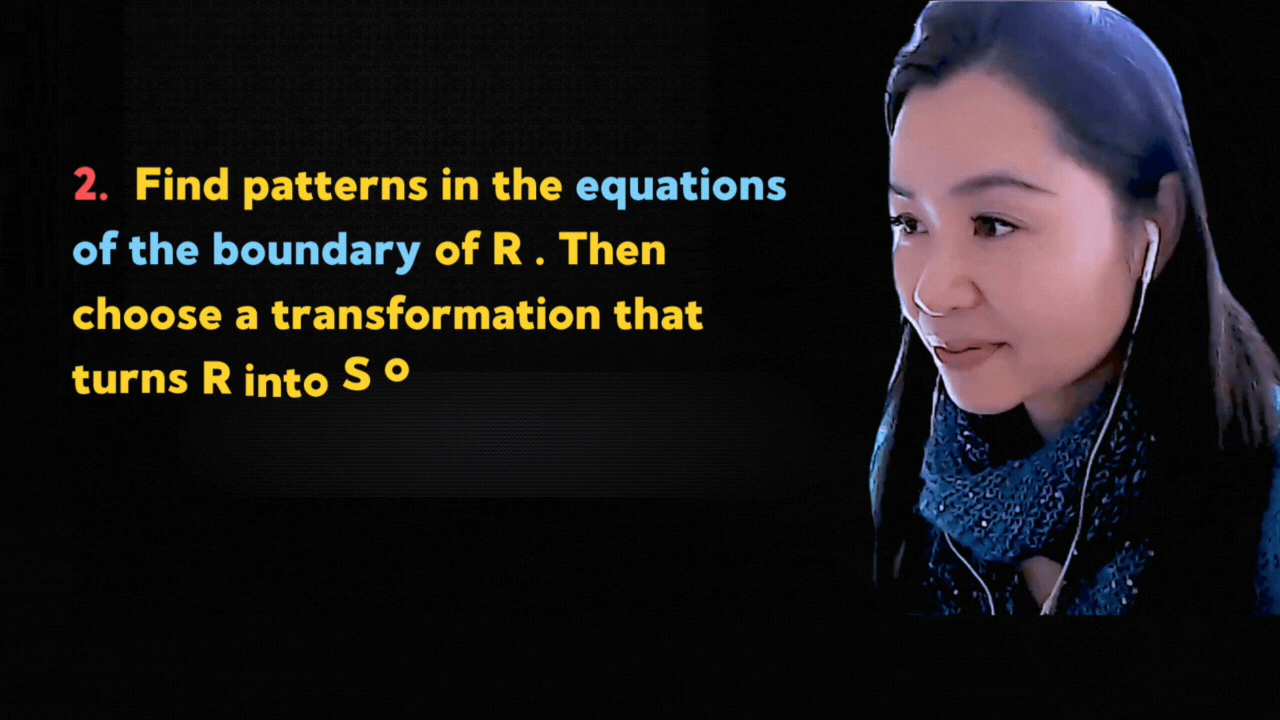 2. Find patterns in the equations
of the boundary of R . Then
choose a transformation that
turns R into S o